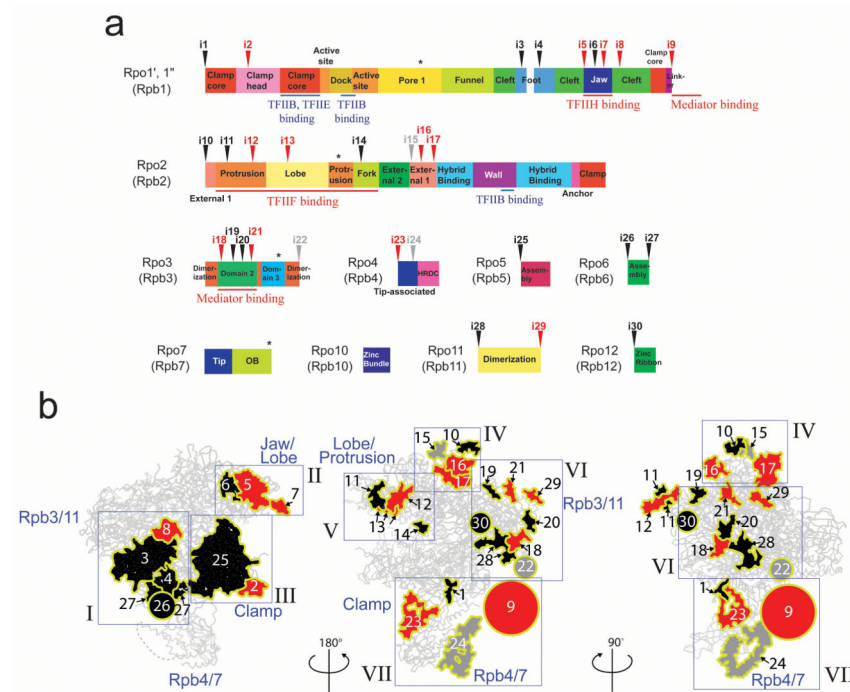 a
i1 i2 Active site * i3 i4 i5 i6 i7 i8 Clamp core i9
Rpo1', 1"
(Rpb1)
Clamp core Clamp head Clamp core Dock Active site Pore 1 Funnel Cleft Foot Cleft Jaw Cleft Link-er
TFIIB, TFIIE binding
TFIIB binding
TFIIH binding
Mediator binding
i10 i11 i12 i13 * i14 i15 i16 i17
Rpo2
(Rpb2)
Protrusion Lobe Protr-usion Fork Exter-nal 2 Exter-nal 1 Hybrid Binding Wall Hybrid Binding Clamp
External 1
TFIIF binding
TFIIB binding
Anchor
i18 i19 i20 i21 * i22
Rpo3
(Rpb3)
Dimer-ization Domain 2 Dom-ain 3 Dimer-ization
Mediator binding
i23 i24
Rpo4
(Rpb4)
HRDC
Tip-associated
i25
Rpo5
(Rpb5)
Assem-bly
i26 i27
Rpo6
(Rpb6)
Asse-mbly
Rpo7
(Rpb7)
*
Tip OB
Rpo10
(Rpb10)
Zinc Bundle
i28 i29
Rpo11
(Rpb11)
Dimerization
i30
Rpo12
(Rpb12)
Zinc Ribbon
b
Jaw/
Lobe
II
6 5 7
Rpb3/11
8 3 4 25 2
27 26 27
I
III
Clamp
Rpb4/7
Lobe/
Protrusion
IV
15 10 16 17
11 12 13 14
V
VI
19 21 29 30 20 28 18 22
Rpb3/11
Clamp
1 23 9 24
VII
Rpb4/7
180°
10 15 IV
16 17
11 19 29
12 11 21 20
30 28
18
VI
22
1 9
23
24
Rpb4/7
VII
90°